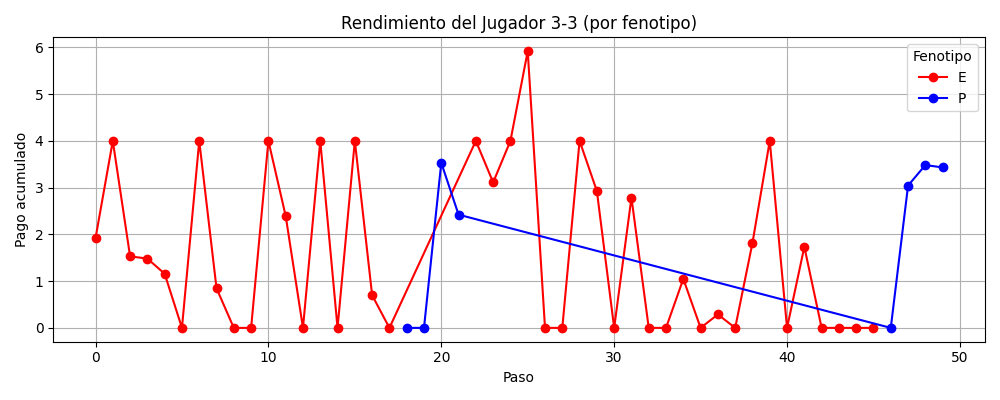 Rendimiento del Jugador 3-3 (por fenotipo)
Pago acumulado
6
5
4
3
2
1
0
0
10
20
30
40
50
Paso
Fenotipo
E
P